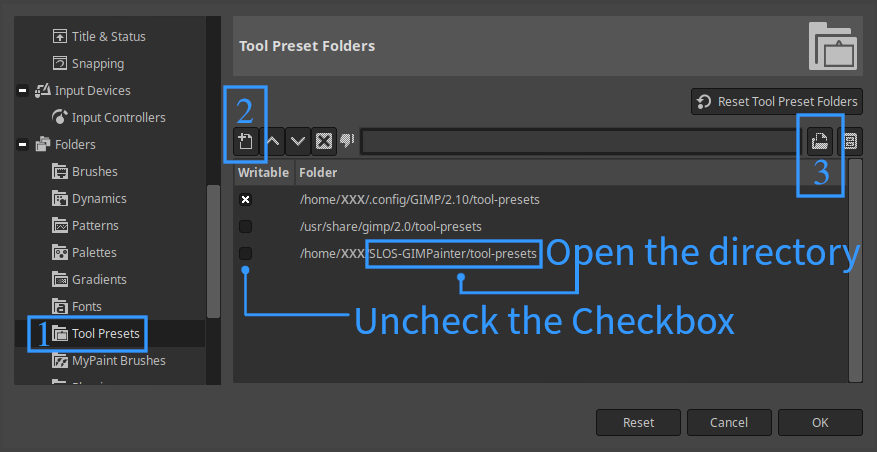 Title & Status
Snapping
Input Devices
Input Controllers
Folders
Brushes
Dynamics
Patterns
Palettes
Gradients
Fonts
1 Tool Presets
MyPaint Brushes
Tool Preset Folders
Reset Tool Preset Folders
2
3
Writable Folder
/home/XXX/.config/GIMP/2.10/tool-presets
/usr/share/gimp/2.0/tool-presets
/home/XXX/SLOS-GIMPainter/tool-presets
Open the directory
Uncheck the Checkbox
Reset Cancel OK